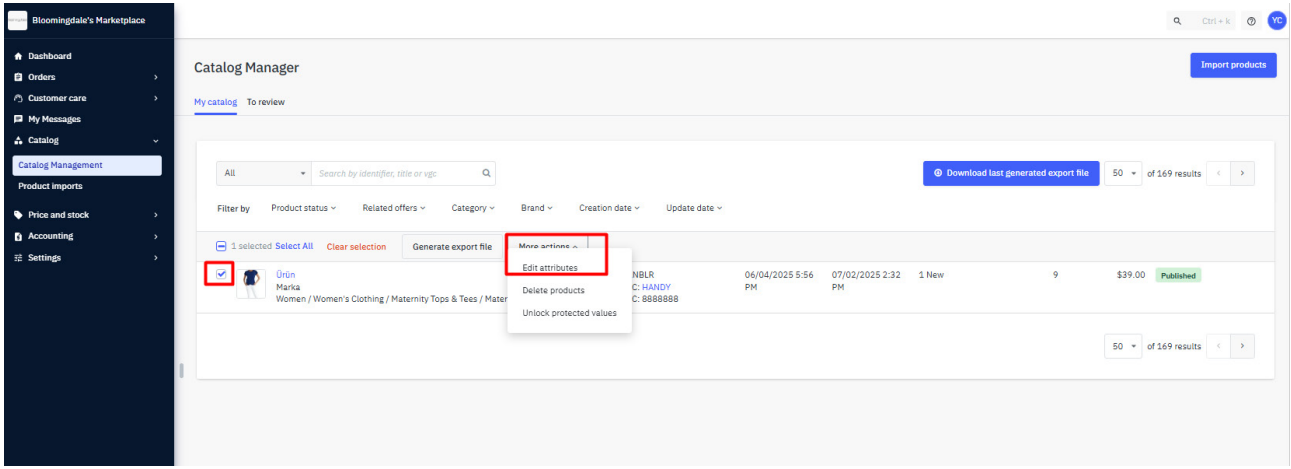 Bloomingdale's Marketplace
Ctrl + k
YC
Dashboard
Orders
Customer care
My Messages
Catalog
Catalog Management
Product imports
Price and stock
Accounting
Settings
Catalog Manager
Import products
My catalog To review
All
Search by identifier, title or vgc
Download last generated export file
50
of 169 results
Filter by Product status Related offers Category Brand Creation date Update date
1 selected Select All Clear selection Generate export file More actions
Edit attributes
Delete products
Unlock protected values
Ürün
Marka
Women / Women's Clothing / Maternity Tops & Tees / Mater
NBLR
C: HANDY
C: 8888888
06/04/2025 5:56
PM
07/02/2025 2:32
PM
1 New
9
$39.00
Published
50
of 169 results